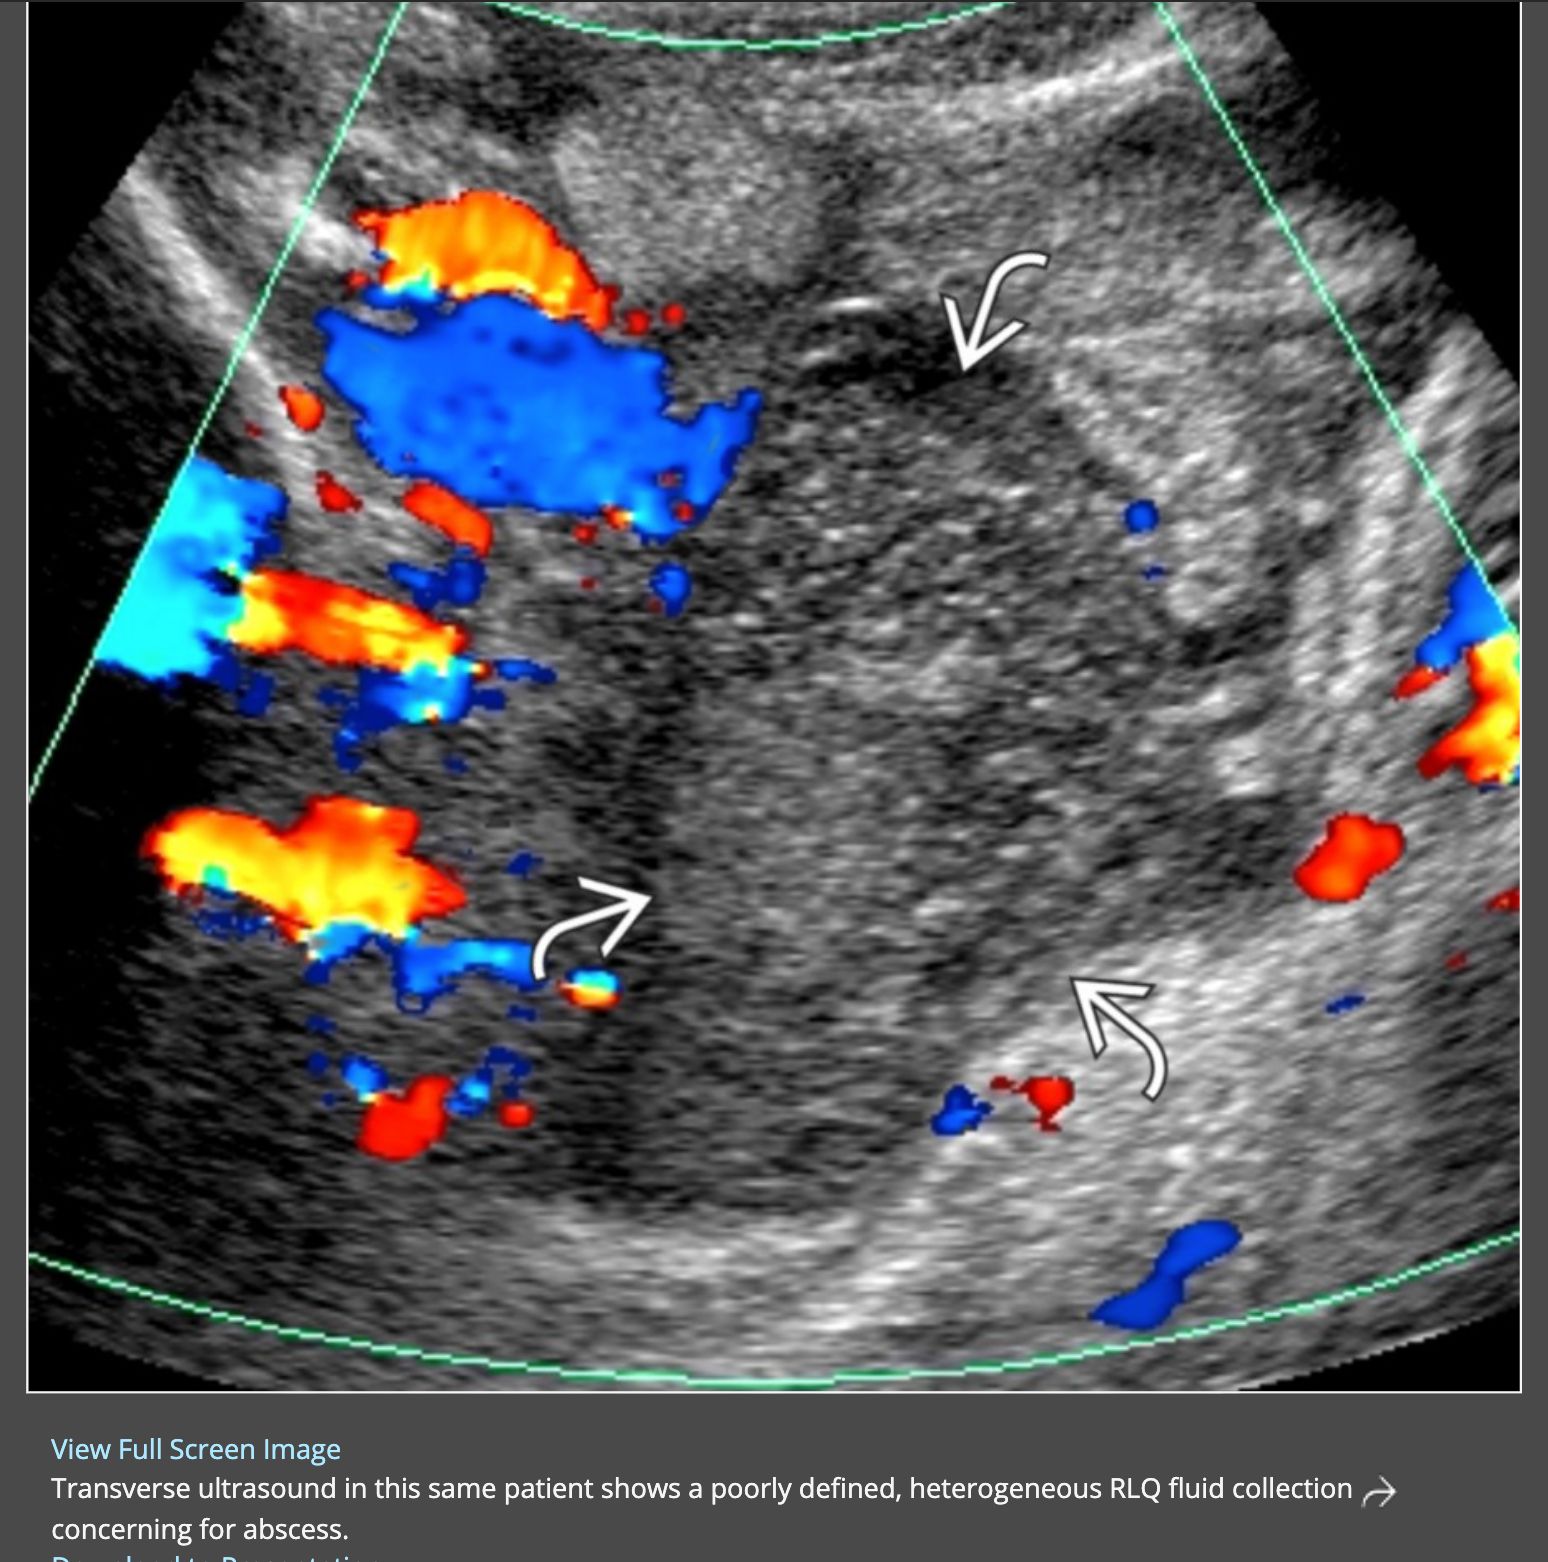 View Full Screen Image
Transverse ultrasound in this same patient shows a poorly defined, heterogeneous RLQ fluid collection
concerning for abscess.